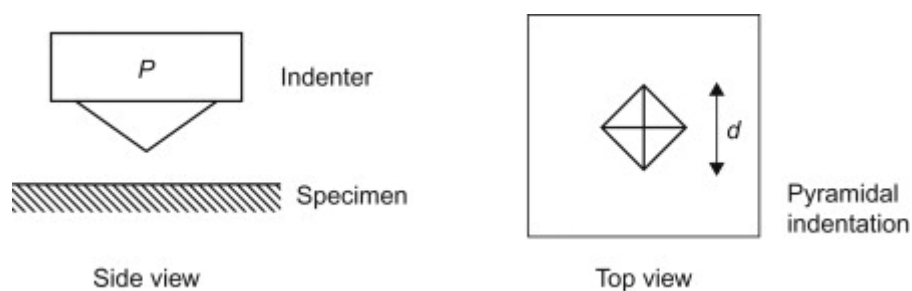 P
Indenter
Specimen
Side view
d
Pyramidal
indentation
Top view